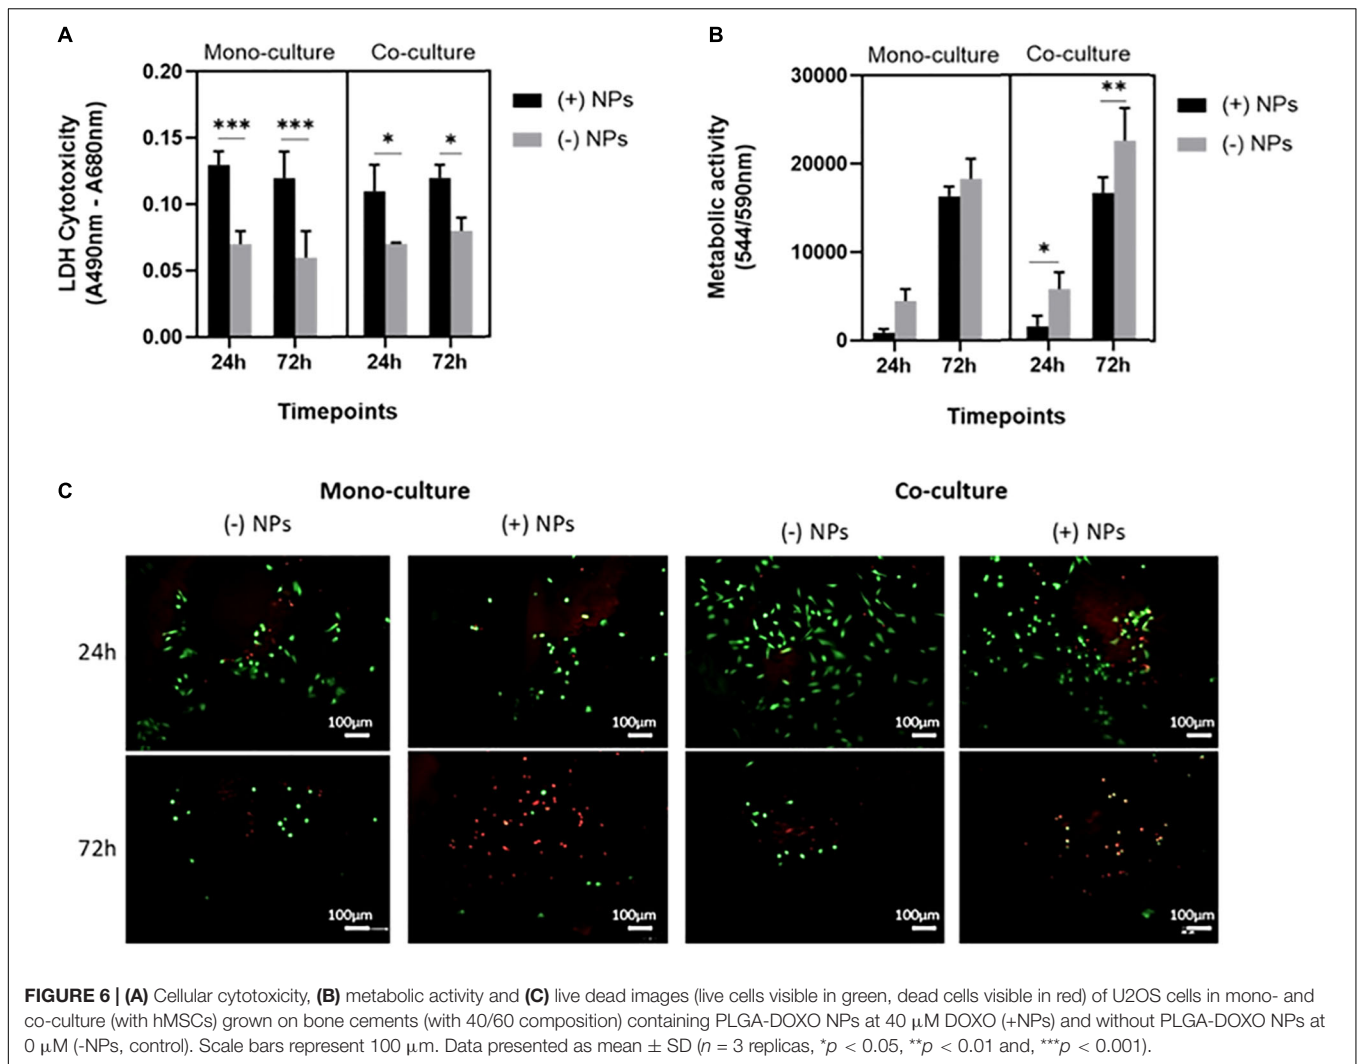 A
Mono-culture Co-culture
0.20
0.15
0.10
0.05
0.00
LDH Cytotoxicity
(A490nm - A680nm)
*** *** * *
(+) NPs
(-) NPs
24h 72h 24h 72h
Timepoints
B
Mono-culture Co-culture
30000
20000
10000
0
Metabolic activity
(544/590nm)
* **
(+) NPs
(-) NPs
24h 72h 24h 72h
Timepoints
C
Mono-culture Co-culture
(-) NPs (+) NPs (-) NPs (+) NPs
24h
100µm 100µm 100µm 100µm
72h
100µm 100µm 100µm 100µm
FIGURE 6 | (A) Cellular cytotoxicity, (B) metabolic activity and (C) live dead images (live cells visible in green, dead cells visible in red) of U2OS cells in mono- and
co-culture (with hMSCs) grown on bone cements (with 40/60 composition) containing PLGA-DOXO NPs at 40 µM DOXO (+NPs) and without PLGA-DOXO NPs at
0 µM (-NPs, control). Scale bars represent 100 µm. Data presented as mean ± SD (n = 3 replicas, *p < 0.05, **p < 0.01 and, ***p < 0.001).